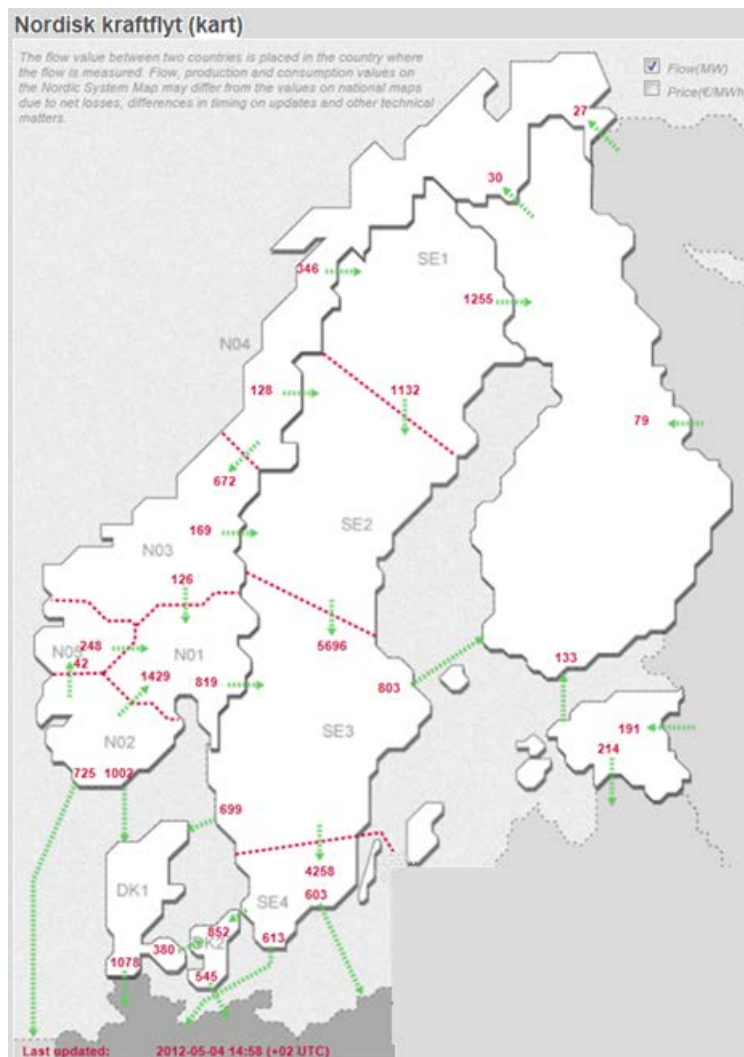 Nordisk kraftflyt (kart)
The flow value between two countries is placed in the country where
the flow is measured. Flow, production and consumption values on
the Nordic System Map may differ from the values on national maps
due to net losses, differences in timing on updates and other technical
matters.
Flow(MW)
Price(€/MWh
27
30
SE1
346
1255
N04
128
1132
79
672
SE2
169
N03
126
5696
N05
248
N01
42
1429
819
803
133
N02
SE3
191
214
725
1002
699
4258
DK1
SE4
603
852
DK2
613
380
1078
545
Last updated: 2012-05-04 14:58 (+02 UTC)